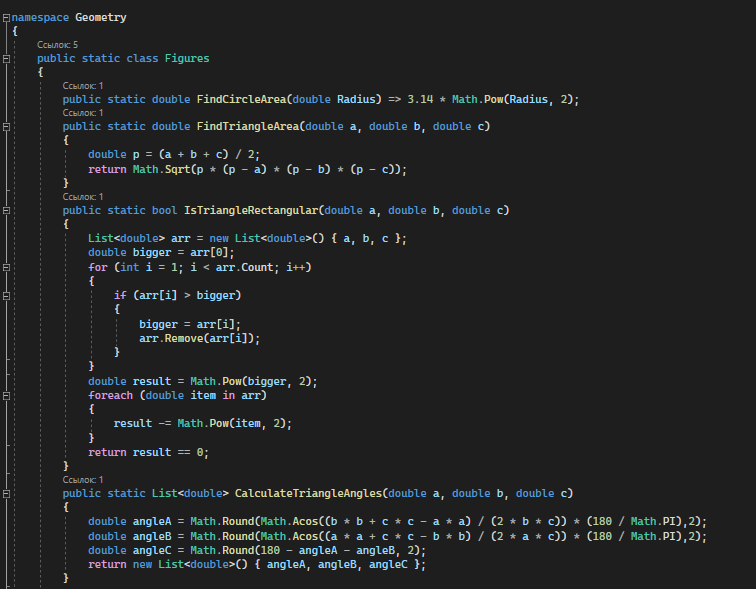 namespace Geometry
{
Ссылок: 5
public static class Figures
{
Ссылок: 1
public static double FindCircleArea(double Radius) => 3.14 * Math.Pow(Radius, 2);
Ссылок: 1
public static double FindTriangleArea(double a, double b, double c)
{
double p = (a + b + c) / 2;
return Math.Sqrt(p * (p - a) * (p - b) * (p - c));
}
Ссылок: 1
public static bool IsTriangleRectangular(double a, double b, double c)
{
List<double> arr = new List<double>() { a, b, c };
double bigger = arr[0];
for (int i = 1; i < arr.Count; i++)
{
if (arr[i] > bigger)
{
bigger = arr[i];
arr.Remove(arr[i]);
}
}
double result = Math.Pow(bigger, 2);
foreach (double item in arr)
{
result -= Math.Pow(item, 2);
}
return result == 0;
}
Ссылок: 1
public static List<double> CalculateTriangleAngles(double a, double b, double c)
{
double angleA = Math.Round(Math.Acos((b * b + c * c - a * a) / (2 * b * c)) * (180 / Math.PI),2);
double angleB = Math.Round(Math.Acos((a * a + c * c - b * b) / (2 * a * c)) * (180 / Math.PI),2);
double angleC = Math.Round(180 - angleA - angleB, 2);
return new List<double>() { angleA, angleB, angleC };
}